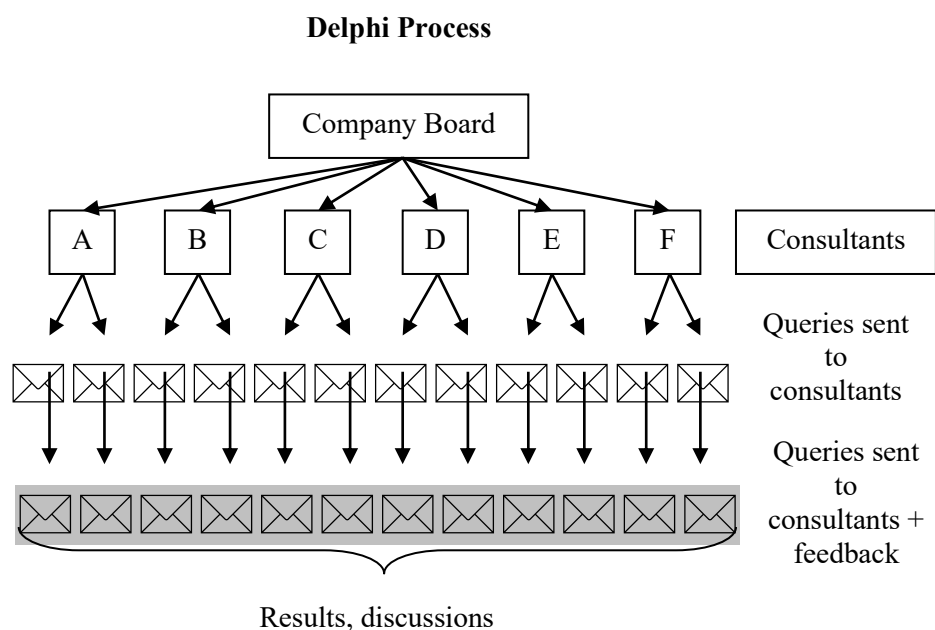 Delphi Process
Company Board
A B C D E F Consultants
Queries sent
to
consultants
Queries sent
to
consultants +
feedback
Results, discussions